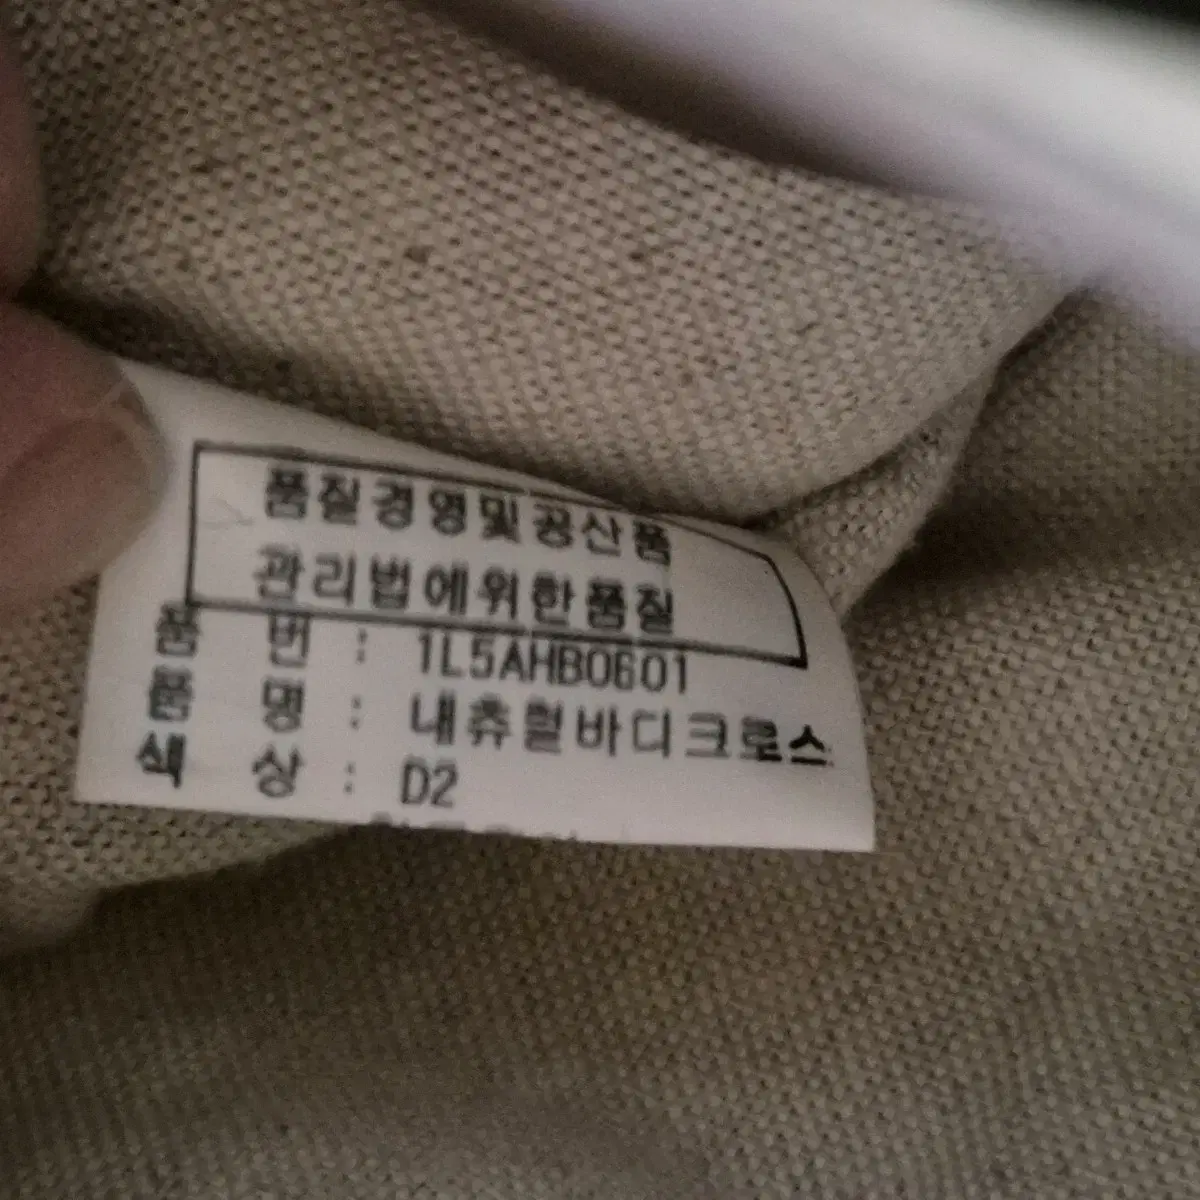 품질경영및공산품
관리법에위한품질
품 번 : 1L5AHB0601
품 명 : 내츄럴바디크로스
색 상 : D2